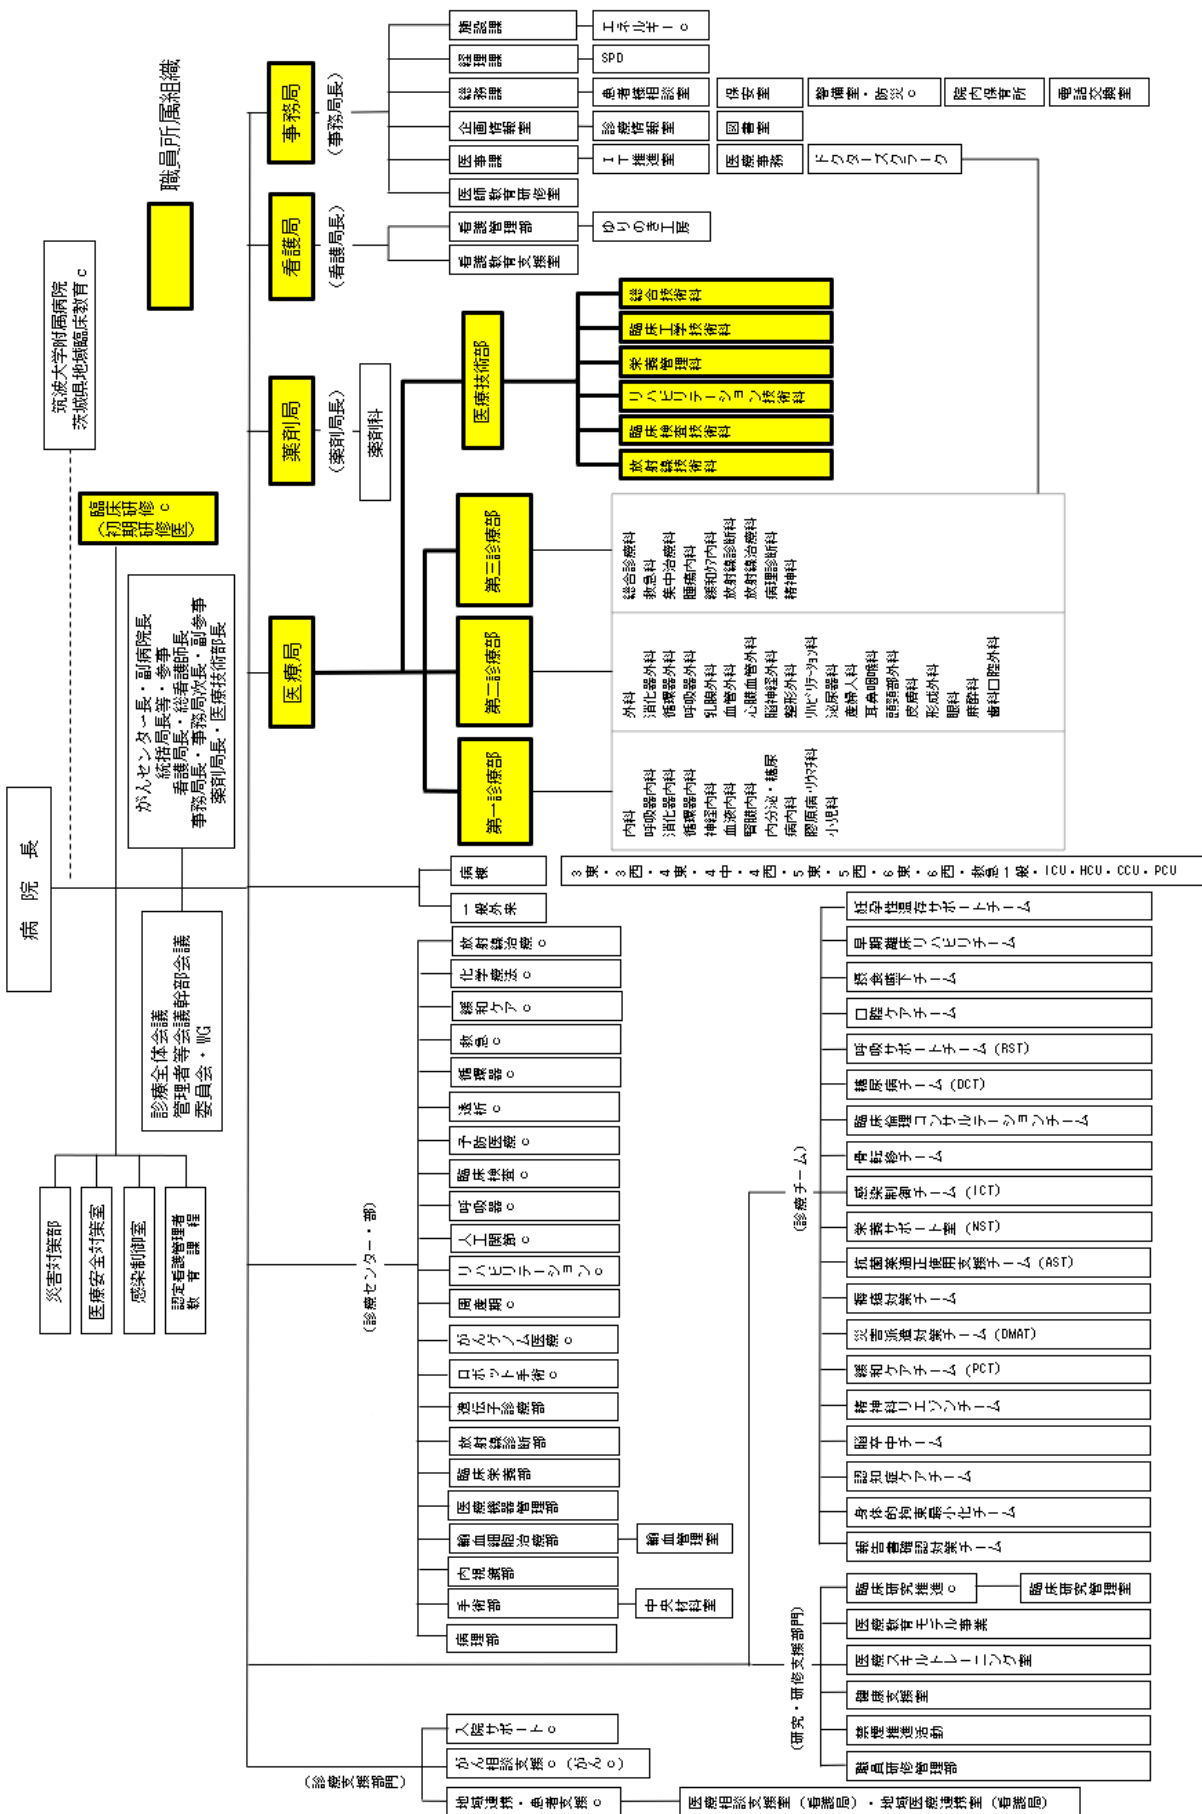 病院長
筑波大学附属病院
茨城県地域臨床教育c
職員所属組織
臨床研修c
(初期研修医)
がんセンター長・副病院長
統括局長等・参事
看護局長・総看護師長
事務局長・事務局次長・副参事
薬剤局長・医療技術部長
診療全体会議
管理者等会議幹部会議
委員会・WG
災害対策部
医療安全対策室
感染制御室
認定看護管理者
教育課程
(診療支援部門)
地域連携・患者支援c
がん相談支援c (がんc)
入院サポートc
医療相談支援室 (看護局)・地域医療連携室 (看護局)
(診療センター・部)
病理部
手術部
中央材料室
内視鏡部
輸血細胞治療部
輸血管理室
医療機器管理部
臨床栄養部
放射線診断部
遺伝子診療部
ロボット手術c
がんゲノム医療c
周産期c
リハビリテーションc
人工関節c
呼吸器c
臨床検査c
予防医療c
透析c
循環器c
救急c
緩和ケアc
化学療法c
放射線治療c
一般外来
病棟
3東・3西・4東・4中・4西・5東・5西・6東・6西・救急1般・ICU・HCU・CCU・PCU
(研究・研修支援部門)
職員研修管理部
禁煙推進活動
健康支援室
医療スキルトレーニング室
医療教育モデル事業
臨床研究推進c
臨床研究管理室
(診療チーム)
報告書確認対策チーム
身体的拘束最小化チーム
認知症ケアチーム
脳卒中チーム
精神科リエゾンチーム
緩和ケアチーム (PCT)
災害派遣対策チーム (DMAT)
褥瘡対策チーム
抗菌薬適正使用支援チーム (AST)
栄養サポート室 (NST)
感染制御チーム (ICT)
骨転移チーム
臨床倫理コンサルテーションチーム
糖尿病チーム (DCT)
呼吸サポートチーム (RST)
口腔ケアチーム
摂食嚥下チーム
早期離床リハビリチーム
妊孕性温存サポートチーム
医療局
第一診療部
内科
呼吸器内科
消化器内科
循環器内科
神経内科
血液内科
腎臓内科
内分泌・糖尿
病内科
膠原病・リウマチ科
小児科
第二診療部
外科
消化器外科
循環器外科
呼吸器外科
乳腺外科
血管外科
心臓血管外科
脳神経外科
整形外科
リハビリテーション科
泌尿器科
産婦人科
耳鼻咽喉科
頭頸部外科
皮膚科
形成外科
眼科
麻酔科
歯科口腔外科
第三診療部
総合診療科
救急科
集中治療科
腫瘍内科
緩和ケア内科
放射線診断科
放射線治療科
病理診断科
精神科
医療技術部
放射線技術科
臨床検査技術科
リハビリテーション技術科
栄養管理科
臨床工学技術科
総合技術科
薬剤局
(薬剤局長)
薬剤科
看護局
(看護局長)
看護教育支援室
看護管理部
ゆりのき工房
事務局
(事務局長)
医師教育研修室
医事課
IT推進室
医療事務
ドクターズクラーク
企画情報室
診療情報室
図書室
総務課
患者様相談室
保安室
警備室・防災c
院内保育所
電話交換室
経理課
SPD
施設課
エネルギーc